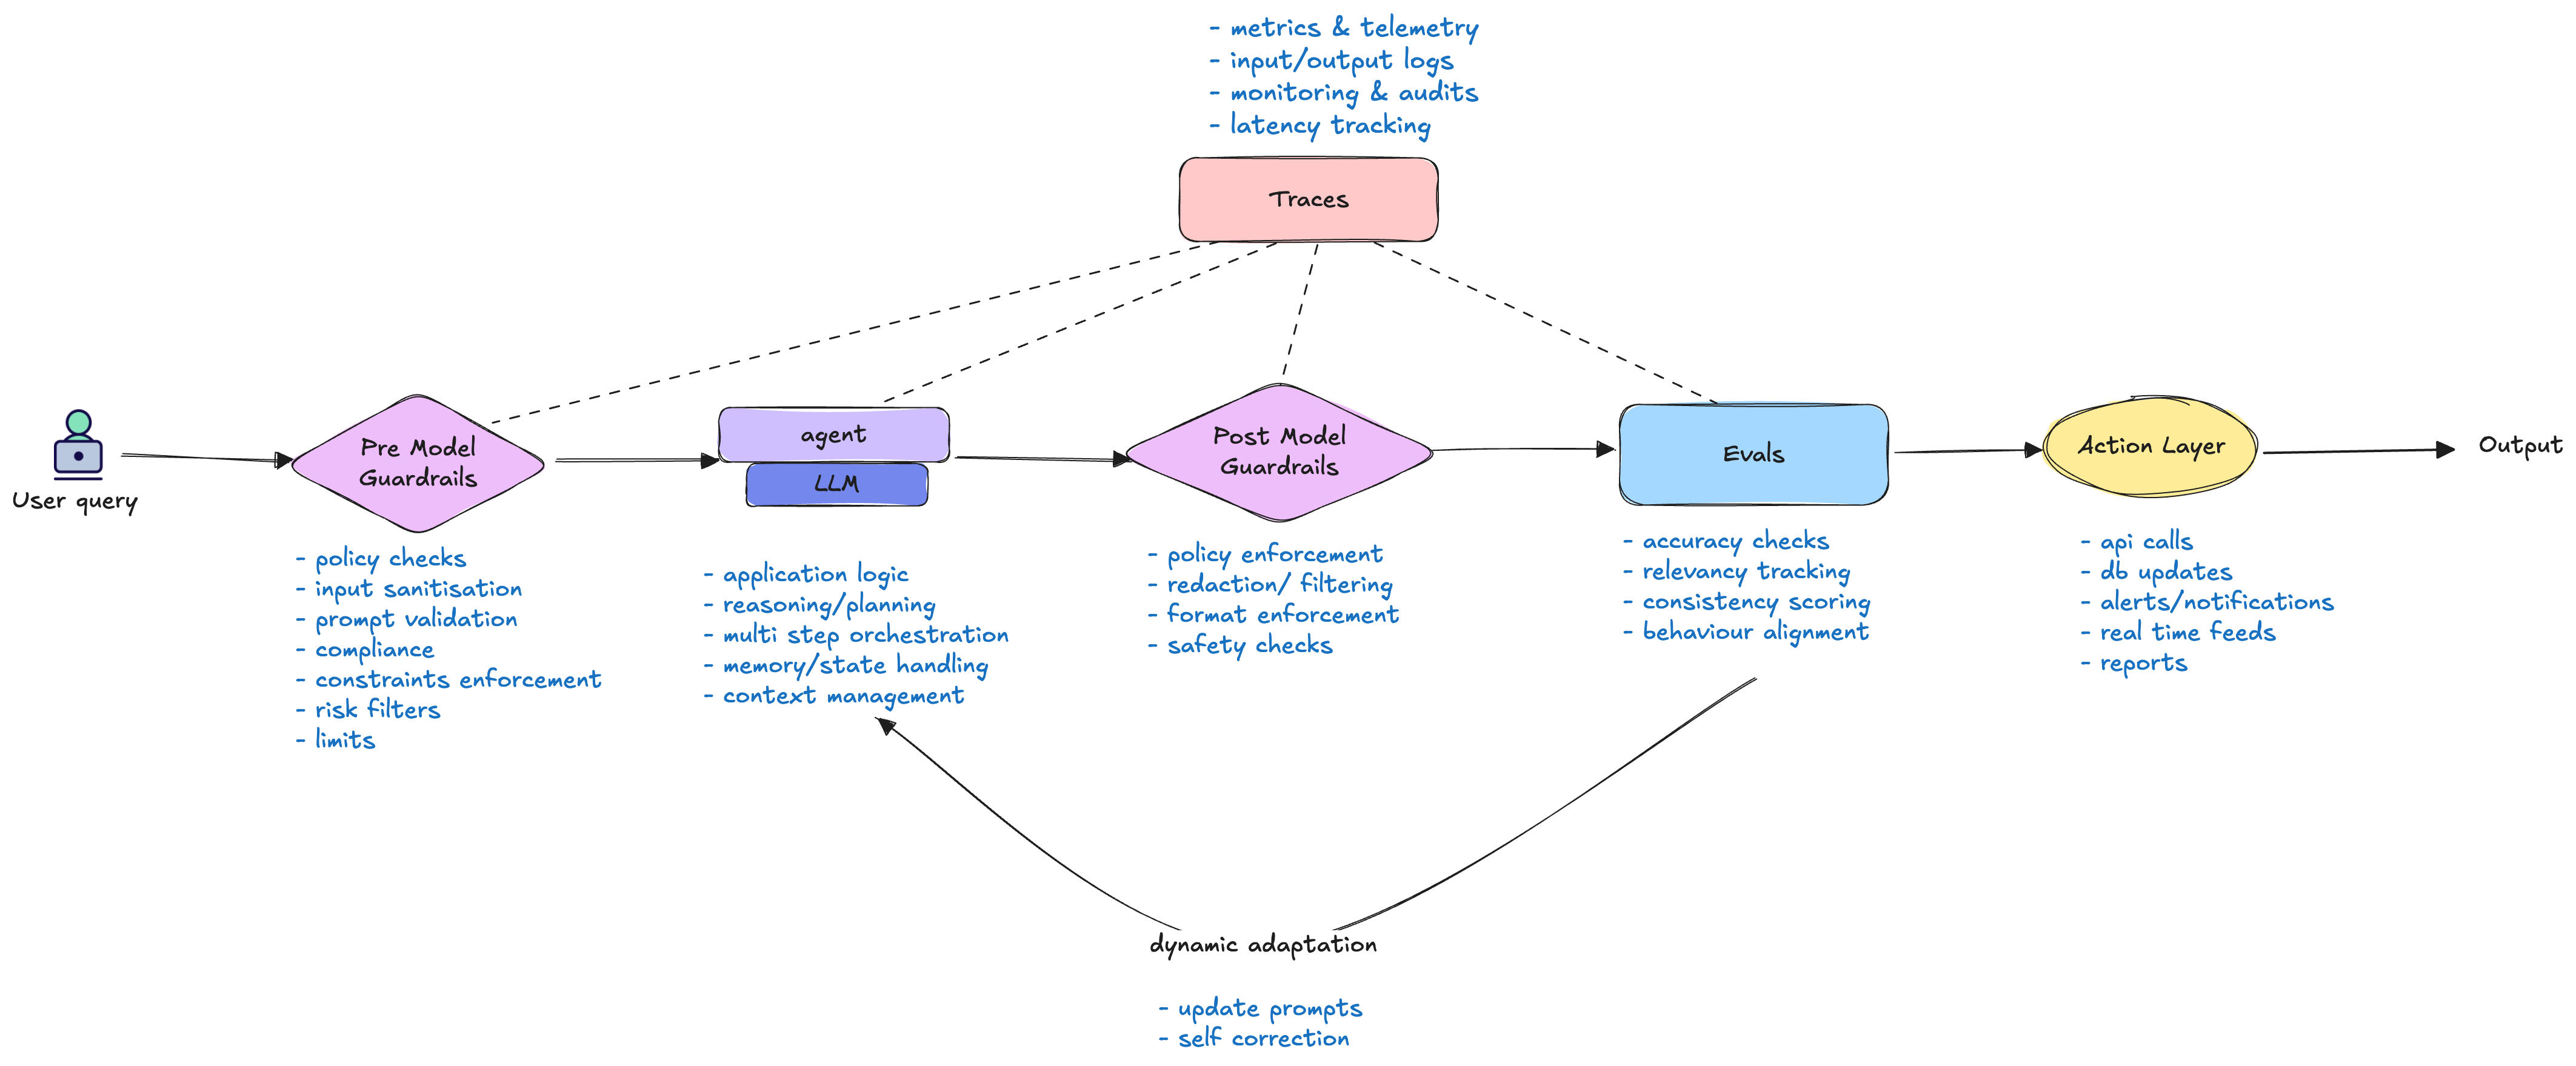 - metrics & telemetry
- input/output logs
- monitoring & audits
- latency tracking
Traces
User query
Pre Model
Guardrails
- policy checks
- input sanitisation
- prompt validation
- compliance
- constraints enforcement
- risk filters
- limits
agent
LLM
- application logic
- reasoning/planning
- multi step orchestration
- memory/state handling
- context management
Post Model
Guardrails
- policy enforcement
- redaction/ filtering
- format enforcement
- safety checks
Evals
- accuracy checks
- relevancy tracking
- consistency scoring
- behaviour alignment
Action Layer
- api calls
- db updates
- alerts/notifications
- real time feeds
- reports
Output
dynamic adaptation
- update prompts
- self correction